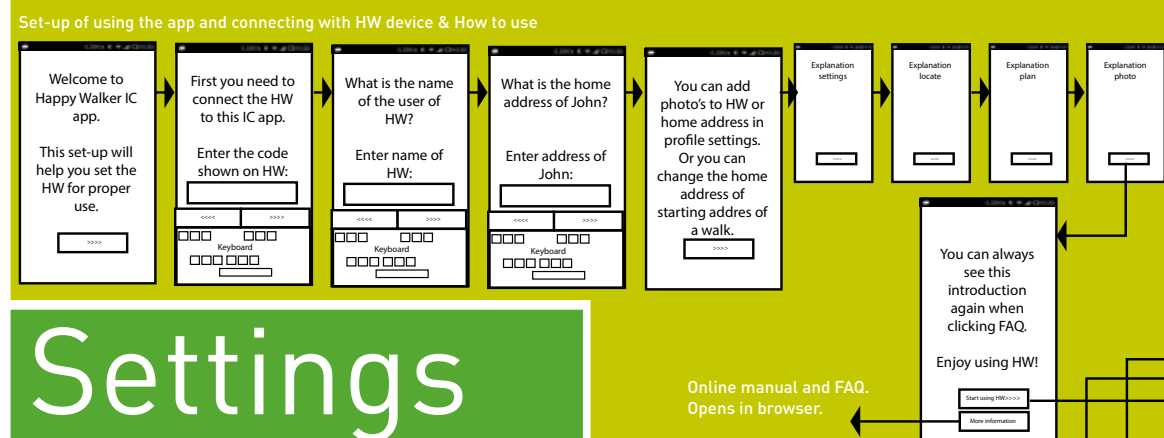 Set-up of using the app and connecting with HW device & How to use
Welcome to
Happy Walker IC
app.
This set-up will
help you set the
HW for proper
use.
>>>>
First you need to
connect the HW
to this IC app.
Enter the code
shown on HW:
<<<<
>>>>
Keyboard
What is the name
of the user of
HW?
Enter name of
HW:
<<<<
>>>>
Keyboard
What is the home
address of John?
Enter address of
John:
<<<<
>>>>
Keyboard
You can add
photo's to HW or
home address in
profile settings.
Or you can
change the home
address of
starting addres of
a walk.
>>>>
Explanation
settings
>>>>
Explanation
locate
>>>>
Explanation
plan
>>>>
Explanation
photo
>>>>
You can always
see this
introduction
again when
clicking FAQ.
Enjoy using HW!
Start using HW>>>>
More information
Online manual and FAQ.
Opens in browser.
Settings